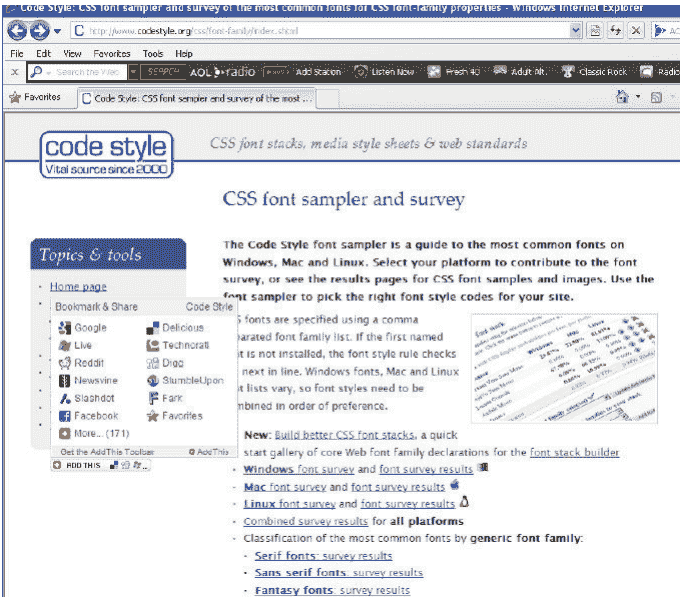 Code Style: CSS font sampler and survey of the most common fonts for CSS font-family properties - Windows Internet Explorer
http://www.codestyle.org/css/font-family/index.shtml
File Edit View Favorites Tools Help
Search the Web SEARCH AOL radio Add Station Listen Now Fresh 40 Adult Alt. Classic Rock Radio
Favorites Code Style: CSS font sampler and survey of the most ...
code style
Vital source since 2000
CSS font stacks, media style sheets & web standards
CSS font sampler and survey
Topics & tools
Home page
Bookmark & Share Code Style
Google Delicious
Live Technorati
Reddit Digg
Newsvine StumbleUpon
Slashdot Fark
Facebook Favorites
More... (171)
Get the AddThis Toolbar AddThis
ADD THIS
The Code Style font sampler is a guide to the most common fonts on
Windows, Mac and Linux. Select your platform to contribute to the font
survey, or see the results pages for CSS font samples and images. Use the
font sampler to pick the right font style codes for your site.
S fonts are specified using a comma
parated font family list. If the first named
t is not installed, the font style rule checks
next in line. Windows fonts, Mac and Linux
t lists vary, so font styles need to be
mbined in order of preference.
New: Build better CSS font stacks, a quick
start gallery of core Web font family declarations for the font stack builder
Windows font survey and font survey results
Mac font survey and font survey results
Linux font survey and font survey results
Combined survey results for all platforms
Classification of the most common fonts by generic font family:
Serif fonts: survey results
Sans serif fonts: survey results
Fantasy fonts: survey results